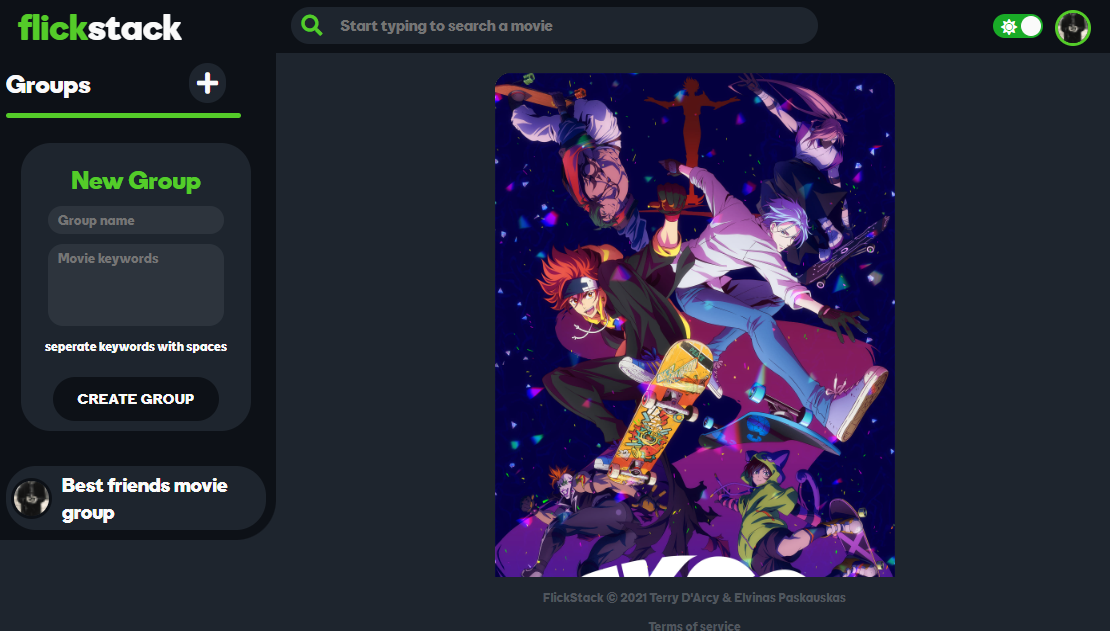 flickstack
Start typing to search a movie
Groups
New Group
Group name
Movie keywords
seperate keywords with spaces
CREATE GROUP
Best friends movie
group
FlickStack © 2021 Terry D'Arcy & Elvinas Paskauskas
Terms of service